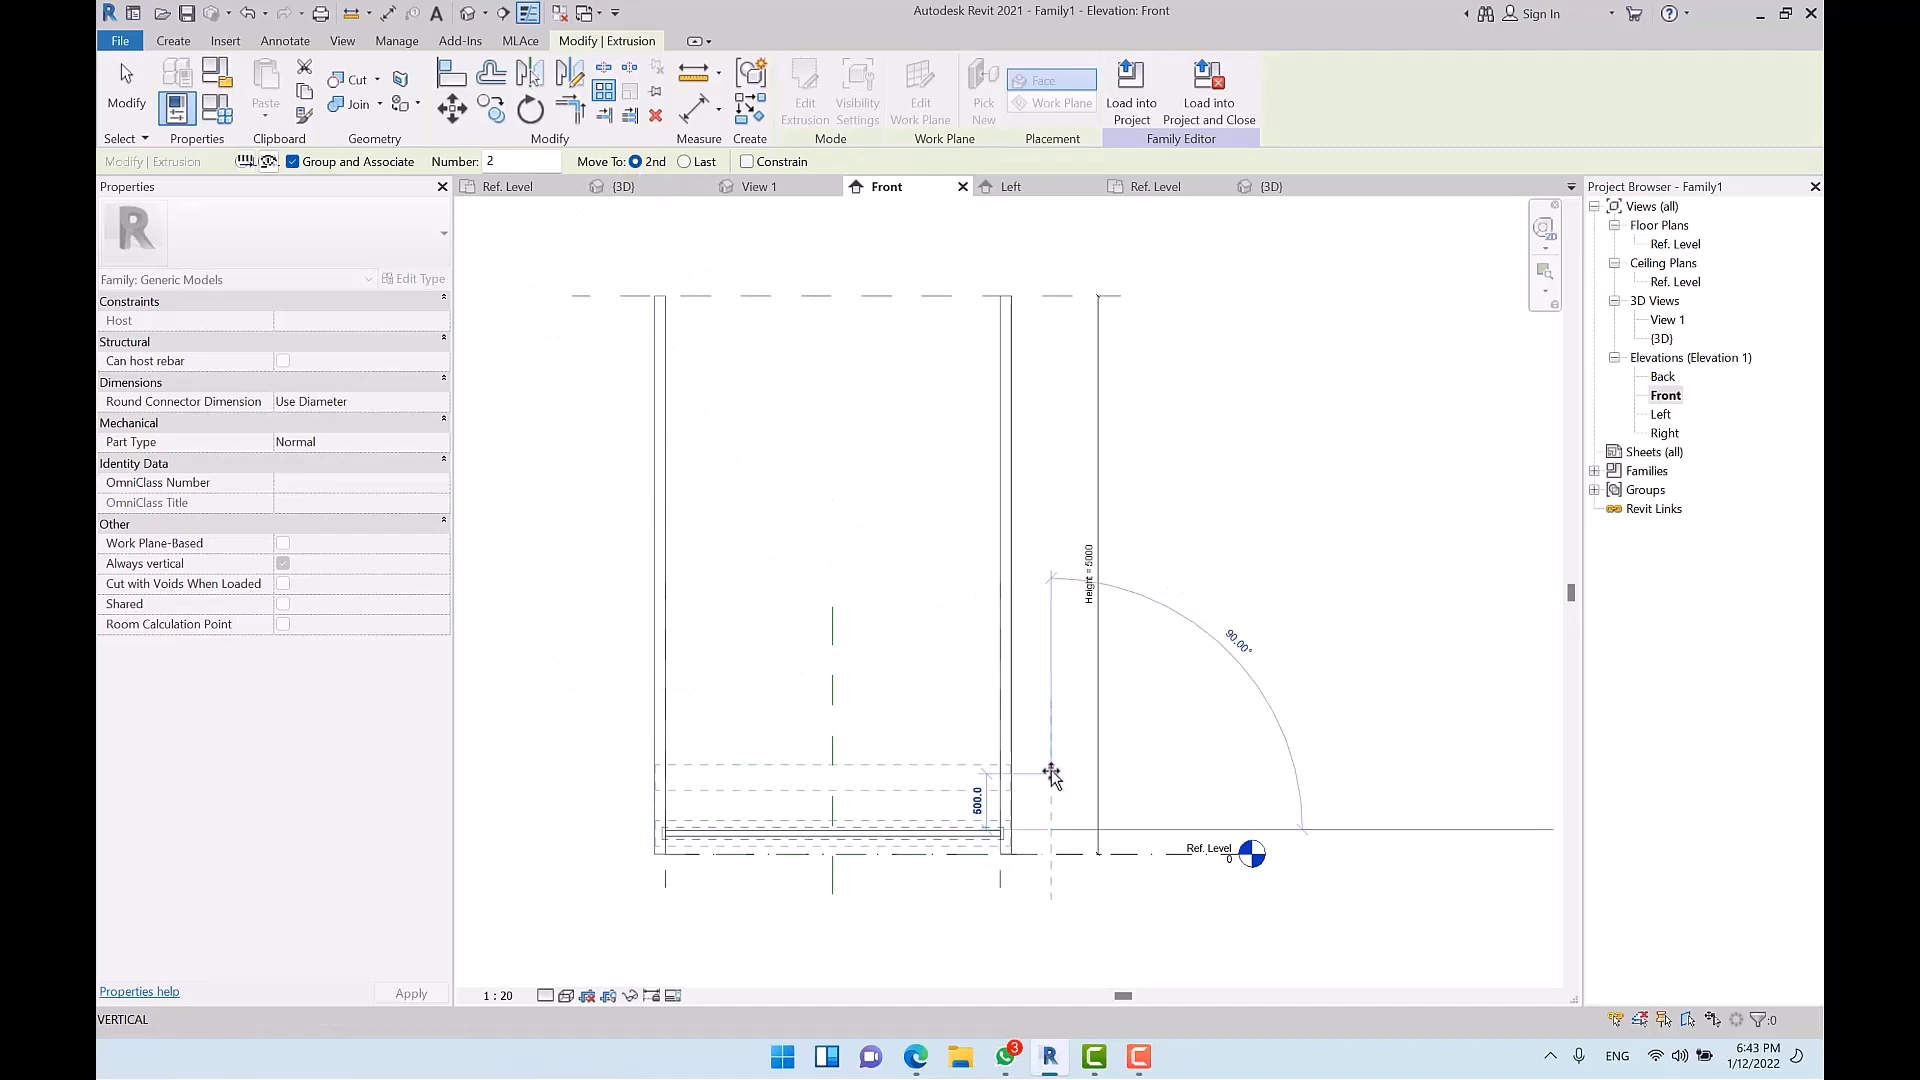 Autodesk Revit 2021 - Family1 - Elevation: Front
Sign In
File Create Insert Annotate View Manage Add-Ins MLAce Modify | Extrusion
Modify
Paste
Cut
Join
Edit Extrusion
Visibility Settings
Edit Work Plane
Pick New
Face
Work Plane
Load into Project
Load into Project and Close
Select Properties Clipboard Geometry Modify Measure Create Mode Work Plane Placement Family Editor
Modify | Extrusion Group and Associate Number: 2 Move To: 2nd Last Constrain
Properties
Ref. Level {3D} View 1 Front Left Ref. Level {3D}
Project Browser - Family1
R
Family: Generic Models Edit Type
Constraints
Host
Structural
Can host rebar
Dimensions
Round Connector Dimension Use Diameter
Mechanical
Part Type Normal
Identity Data
OmniClass Number
OmniClass Title
Other
Work Plane-Based
Always vertical
Cut with Voids When Loaded
Shared
Room Calculation Point
Properties help Apply
Height = 5000
90.00°
500.0
Ref. Level
0
2D
Views (all)
Floor Plans
Ref. Level
Ceiling Plans
Ref. Level
3D Views
View 1
{3D}
Elevations (Elevation 1)
Back
Front
Left
Right
Sheets (all)
Families
Groups
Revit Links
1 : 20
VERTICAL
:0
3
ENG
6:43 PM
1/12/2022